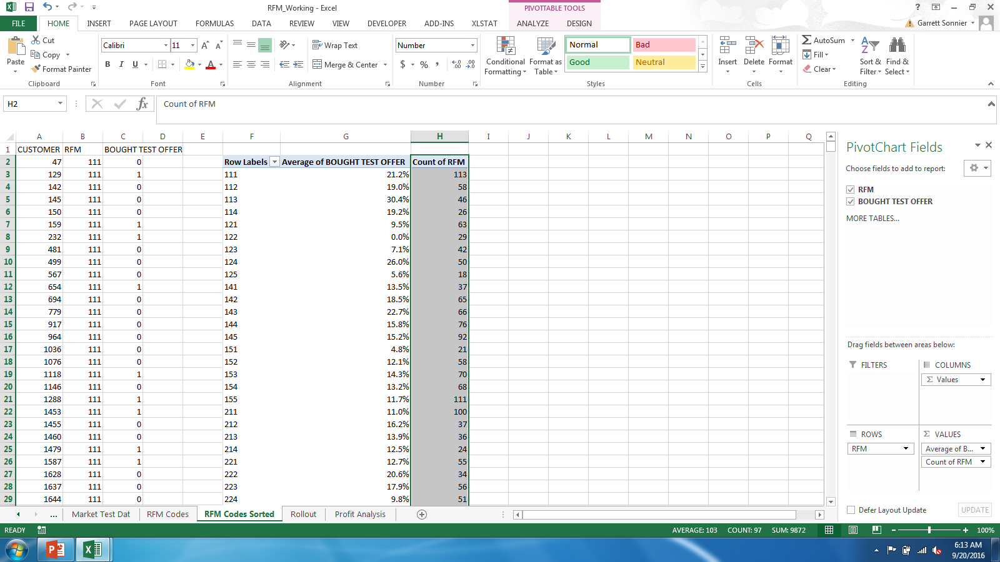 RFM_Working - Excel
PIVOTTABLE TOOLS
FILE HOME INSERT PAGE LAYOUT FORMULAS DATA REVIEW VIEW DEVELOPER ADD-INS XLSTAT ANALYZE DESIGN
Garrett Sonnier
Paste
Cut
Copy
Format Painter
Clipboard
Calibri 11
B I U
Font
Wrap Text
Merge & Center
Alignment
Number
$ % ,
Number
Conditional Formatting
Format as Table
Normal Bad
Good Neutral
Styles
Insert Delete Format
Cells
AutoSum
Fill
Clear
Sort & Filter
Find & Select
Editing
H2
fx
Count of RFM
A B C D E F G H I J K L M N O P Q
1 CUSTOMER RFM BOUGHT TEST OFFER
2 47 111 0 Row Labels Average of BOUGHT TEST OFFER Count of RFM
3 129 111 1 111 21.2% 113
4 142 111 0 112 19.0% 58
5 145 111 0 113 30.4% 46
6 150 111 0 114 19.2% 26
7 159 111 1 121 9.5% 63
8 232 111 1 122 0.0% 29
9 481 111 0 123 7.1% 42
10 499 111 0 124 26.0% 50
11 567 111 0 125 5.6% 18
12 654 111 1 141 13.5% 37
13 694 111 0 142 18.5% 65
14 779 111 0 143 22.7% 66
15 917 111 0 144 15.8% 76
16 964 111 0 145 15.2% 92
17 1036 111 0 151 4.8% 21
18 1076 111 0 152 12.1% 58
19 1118 111 1 153 14.3% 70
20 1146 111 0 154 13.2% 68
21 1288 111 1 155 11.7% 111
22 1453 111 1 211 11.0% 100
23 1455 111 0 212 16.2% 37
24 1460 111 0 213 13.9% 36
25 1479 111 1 214 12.5% 24
26 1587 111 1 221 12.7% 55
27 1628 111 0 222 20.6% 34
28 1637 111 0 223 17.9% 56
29 1644 111 0 224 9.8% 51
PivotChart Fields
Choose fields to add to report:
RFM
BOUGHT TEST OFFER
MORE TABLES...
Drag fields between areas below:
FILTERS
COLUMNS
Σ Values
ROWS
RFM
Σ VALUES
Average of B...
Count of RFM
Defer Layout Update
UPDATE
... Market Test Dat RFM Codes RFM Codes Sorted Rollout Profit Analysis
READY
AVERAGE: 103 COUNT: 97 SUM: 9872
100%
6:13 AM
9/20/2016